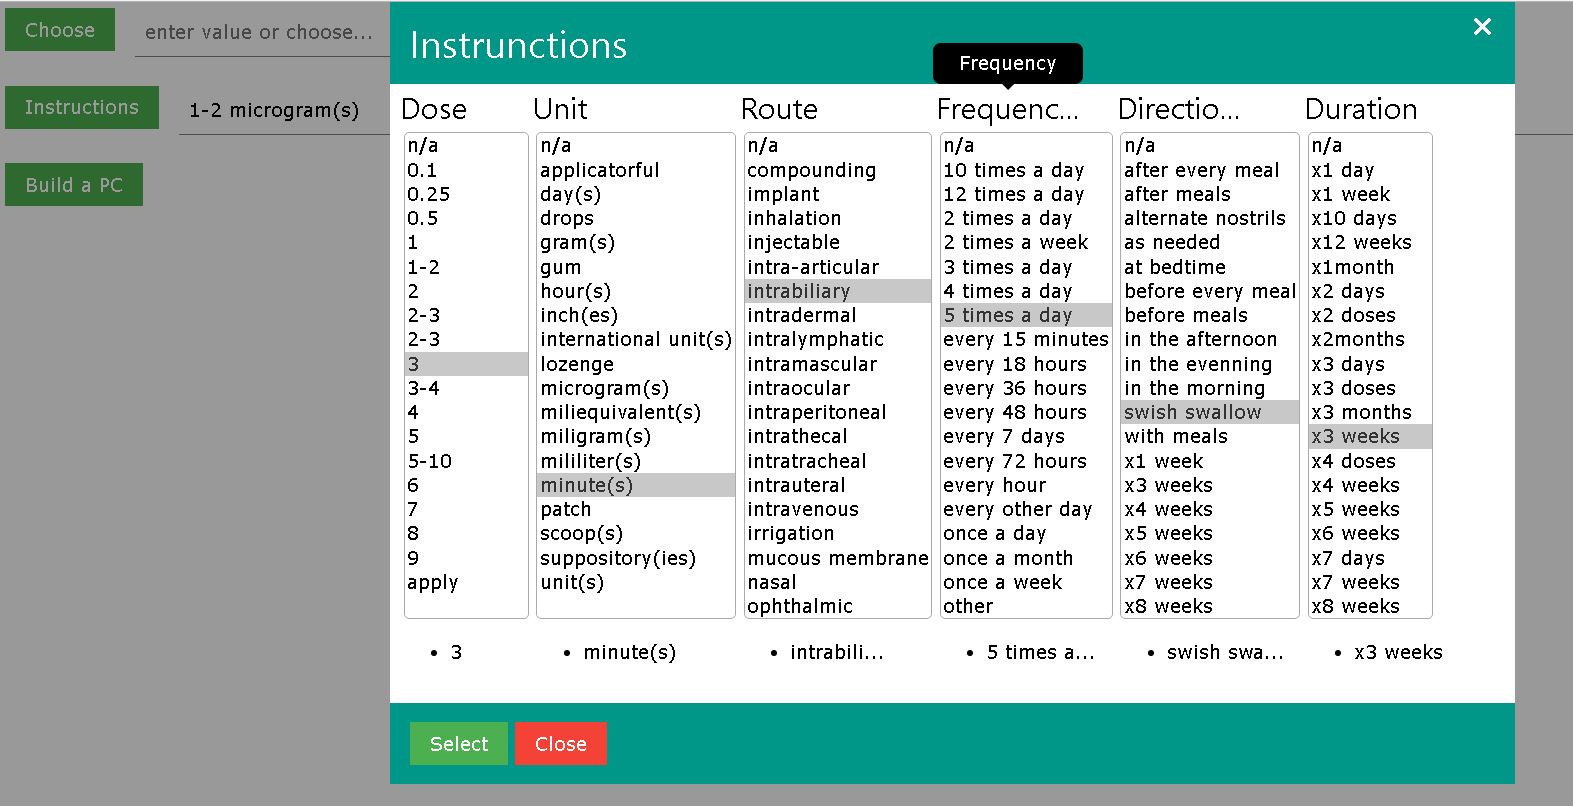 Choose
enter value or choose...
Instructions
1-2 microgram(s)
Build a PC
Instrunctions
×
Frequency
Dose
n/a
0.1
0.25
0.5
1
1-2
2
2-3
2-3
3
3-4
4
5
5-10
6
7
8
9
apply
3
Unit
n/a
applicatorful
day(s)
drops
gram(s)
gum
hour(s)
inch(es)
international unit(s)
lozenge
microgram(s)
miliequivalent(s)
miligram(s)
mililiter(s)
minute(s)
patch
scoop(s)
suppository(ies)
unit(s)
minute(s)
Route
n/a
compounding
implant
inhalation
injectable
intra-articular
intrabiliary
intradermal
intralymphatic
intramascular
intraocular
intraperitoneal
intrathecal
intratracheal
intrauteral
intravenous
irrigation
mucous membrane
nasal
ophthalmic
intrabili...
Frequenc...
n/a
10 times a day
12 times a day
2 times a day
2 times a week
3 times a day
4 times a day
5 times a day
every 15 minutes
every 18 hours
every 36 hours
every 48 hours
every 7 days
every 72 hours
every hour
every other day
once a day
once a month
once a week
other
5 times a...
Directio...
n/a
after every meal
after meals
alternate nostrils
as needed
at bedtime
before every meal
before meals
in the afternoon
in the evenning
in the morning
swish swallow
with meals
x1 week
x3 weeks
x4 weeks
x5 weeks
x6 weeks
x7 weeks
x8 weeks
swish swa...
Duration
n/a
x1 day
x1 week
x10 days
x12 weeks
x1month
x2 days
x2 doses
x2months
x3 days
x3 doses
x3 months
x3 weeks
x4 doses
x4 weeks
x5 weeks
x6 weeks
x7 days
x7 weeks
x8 weeks
x3 weeks
Select
Close